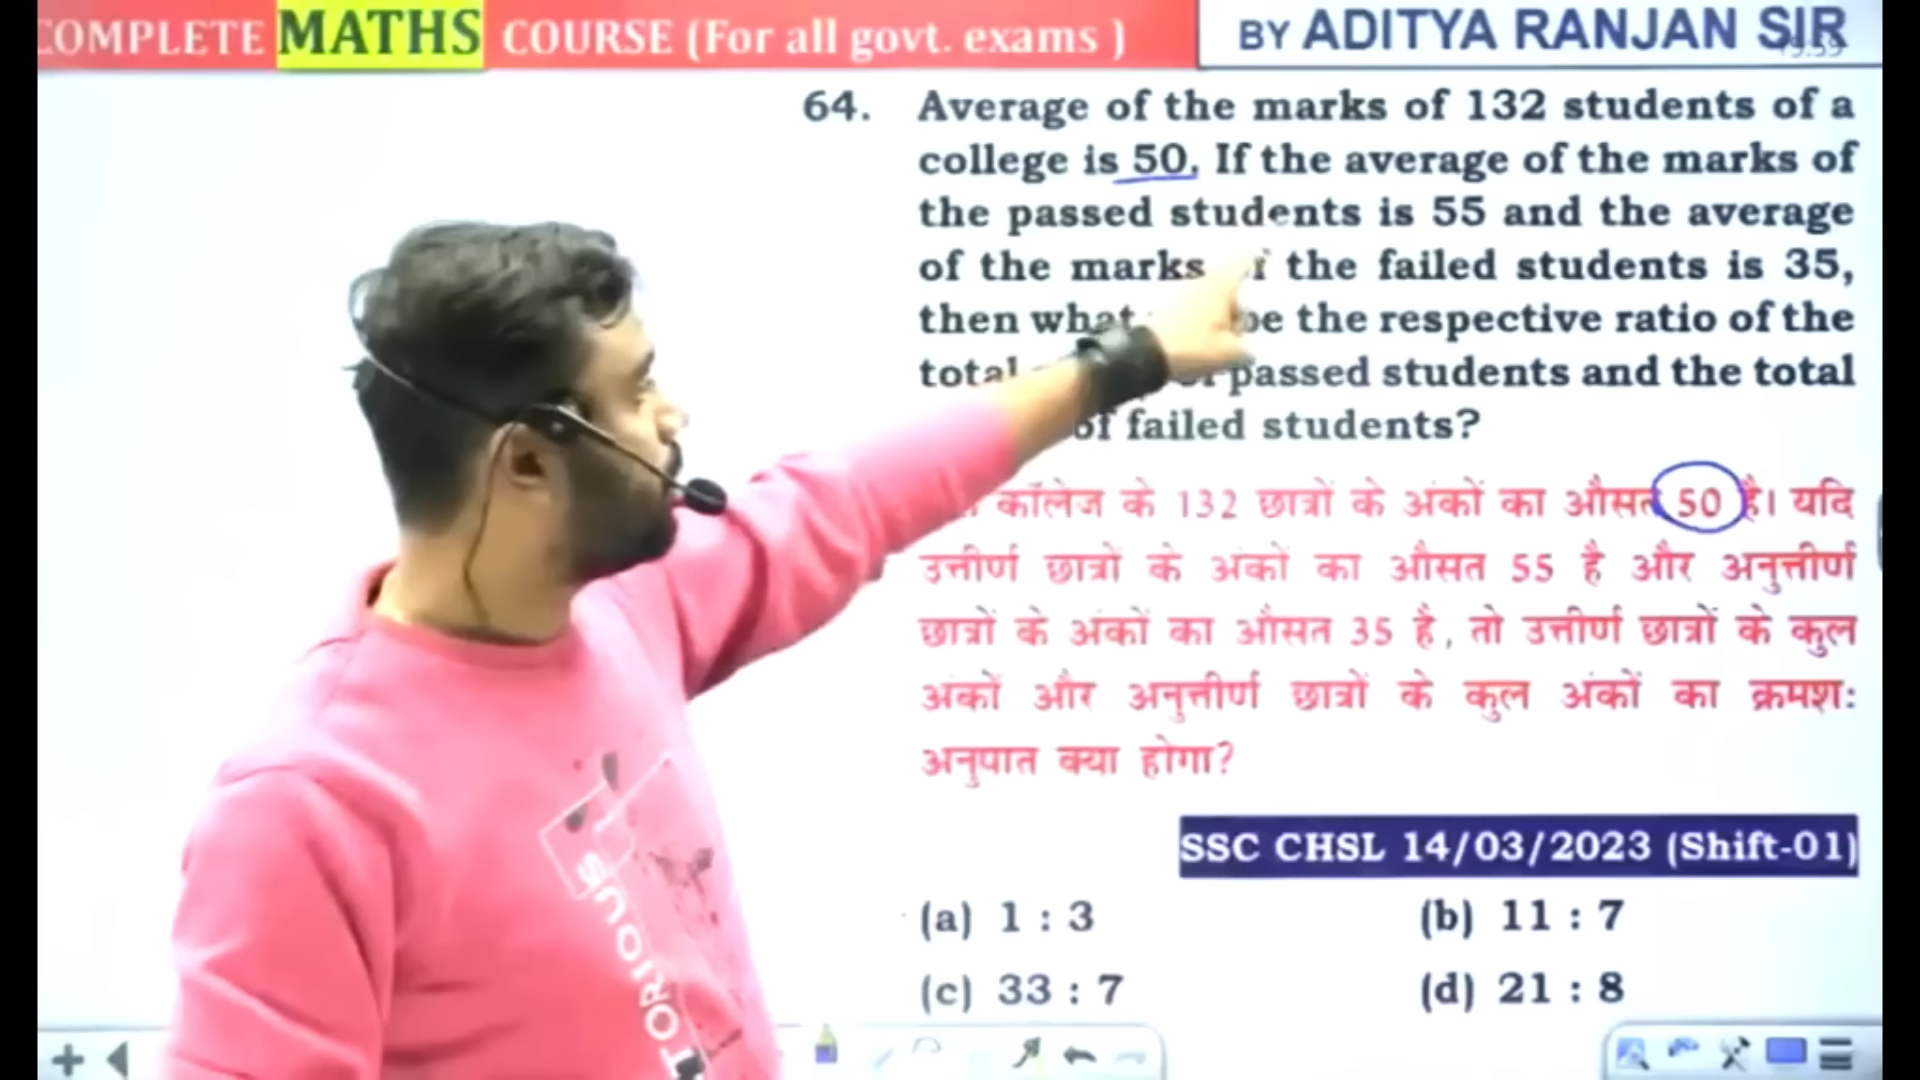 COMPLETE MATHS COURSE (For all govt. exams )
BY ADITYA RANJAN SIR
64. Average of the marks of 132 students of a
college is 50. If the average of the marks of
the passed students is 55 and the average
of the marks the failed students is 35,
then what be the respective ratio of the
total passed students and the total
of failed students?
कॉलेज के 132 छात्रों के अंकों का औसत 50 है। यदि
उत्तीर्ण छात्रों के अंकों का औसत 55 है और अनुत्तीर्ण
छात्रों के अंकों का औसत 35 है, तो उत्तीर्ण छात्रों के कुल
अंकों और अनुत्तीर्ण छात्रों के कुल अंकों का क्रमशः
अनुपात क्या होगा?
SSC CHSL 14/03/2023 (Shift-01)
(a) 1 : 3
(b) 11 : 7
(c) 33 : 7
(d) 21 : 8
TORIOUS